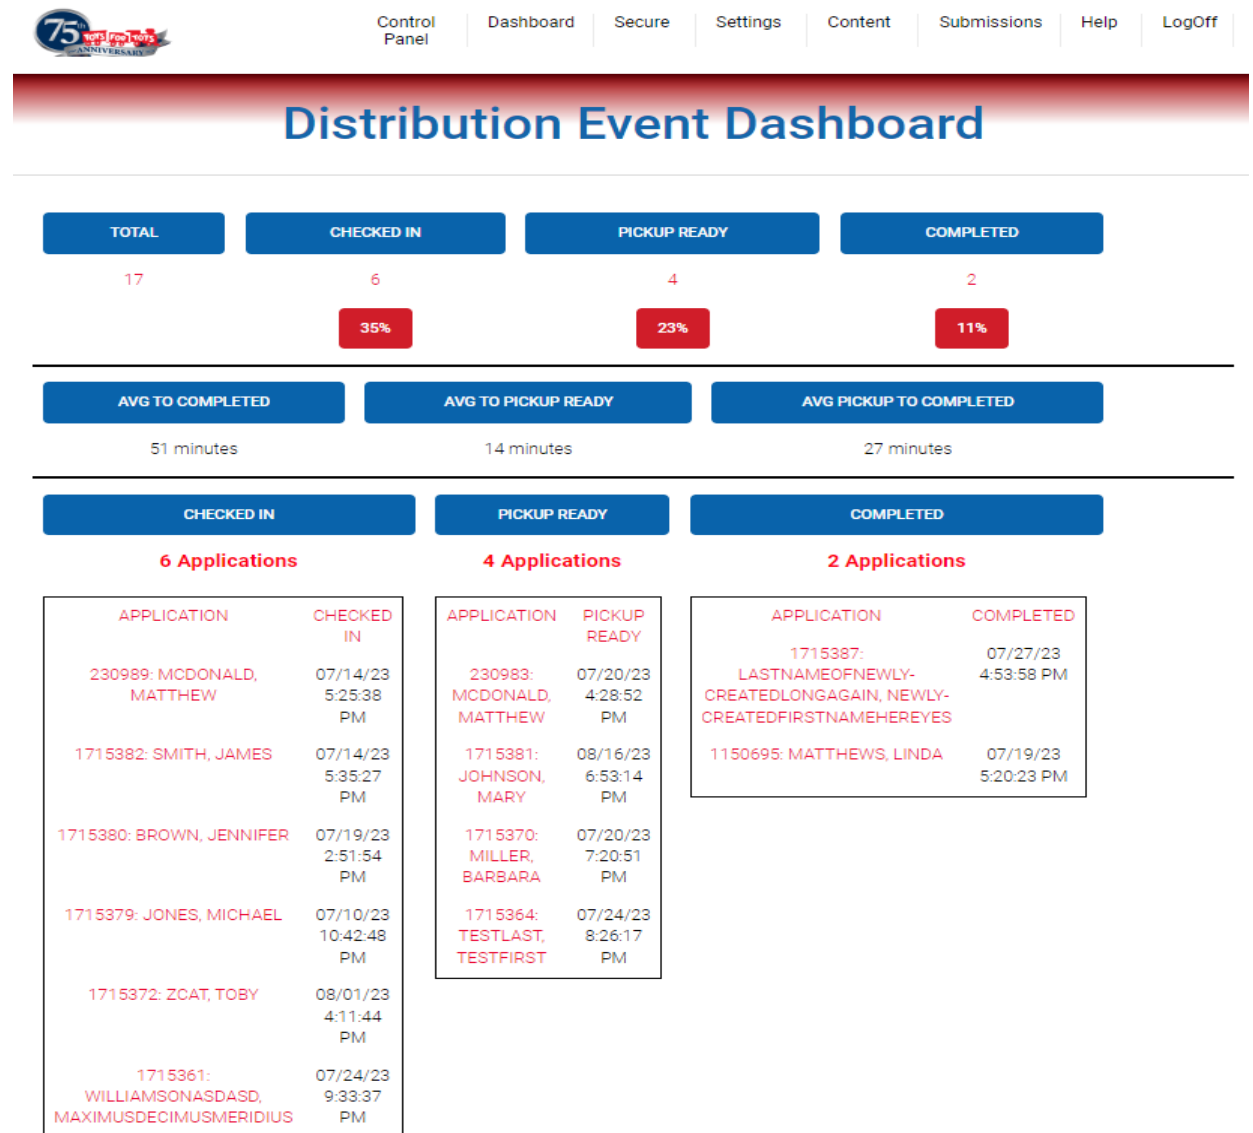 75th
TOYS FOR TOTS
ANNIVERSARY
Control
Panel
Dashboard
Secure
Settings
Content
Submissions
Help
LogOff
Distribution Event Dashboard
TOTAL
CHECKED IN
PICKUP READY
COMPLETED
17
6
4
2
35%
23%
11%
AVG TO COMPLETED
AVG TO PICKUP READY
AVG PICKUP TO COMPLETED
51 minutes
14 minutes
27 minutes
CHECKED IN
PICKUP READY
COMPLETED
6 Applications
4 Applications
2 Applications
APPLICATION
CHECKED
IN
230989: MCDONALD,
MATTHEW
07/14/23
5:25:38
PM
1715382: SMITH, JAMES
07/14/23
5:35:27
PM
1715380: BROWN, JENNIFER
07/19/23
2:51:54
PM
1715379: JONES, MICHAEL
07/10/23
10:42:48
PM
1715372: ZCAT, TOBY
08/01/23
4:11:44
PM
1715361:
WILLIAMSONASDASD,
MAXIMUSDECIMUSMERIDIUS
07/24/23
9:33:37
PM
APPLICATION
PICKUP
READY
230983:
MCDONALD,
MATTHEW
07/20/23
4:28:52
PM
1715381:
JOHNSON,
MARY
08/16/23
6:53:14
PM
1715370:
MILLER,
BARBARA
07/20/23
7:20:51
PM
1715364:
TESTLAST,
TESTFIRST
07/24/23
8:26:17
PM
APPLICATION
COMPLETED
1715387:
LASTNAMEOFNEWLY-
CREATEDLONGAGAIN, NEWLY-
CREATEDFIRSTNAMEHEREYES
07/27/23
4:53:58 PM
1150695: MATTHEWS, LINDA
07/19/23
5:20:23 PM